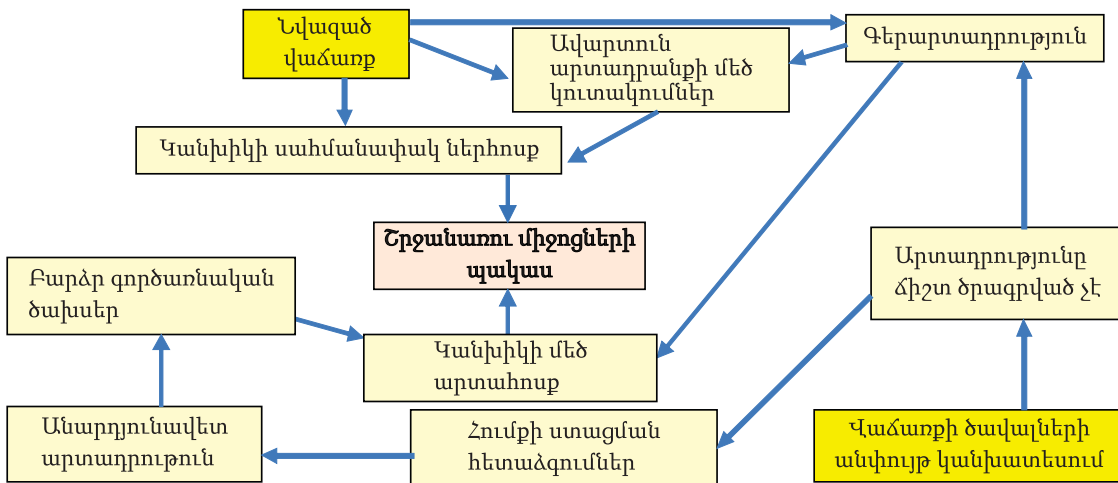 Նվազած
վաճառք
Ավարտուն
արտադրանքի մեծ
կուտակումներ
Գերարտադրություն
Կանխիկի սահմանափակ ներհոսք
Շրջանառու միջոցների
պակաս
Արտադրությունը
ճիշտ ծրագրված չէ
Բարձր գործառնական
ծախսեր
Կանխիկի մեծ
արտահոսք
Անարդյունավետ
արտադրութուն
Հումքի ստացման
հետաձգումներ
Վաճառքի ծավալների
անփույթ կանխատեսում